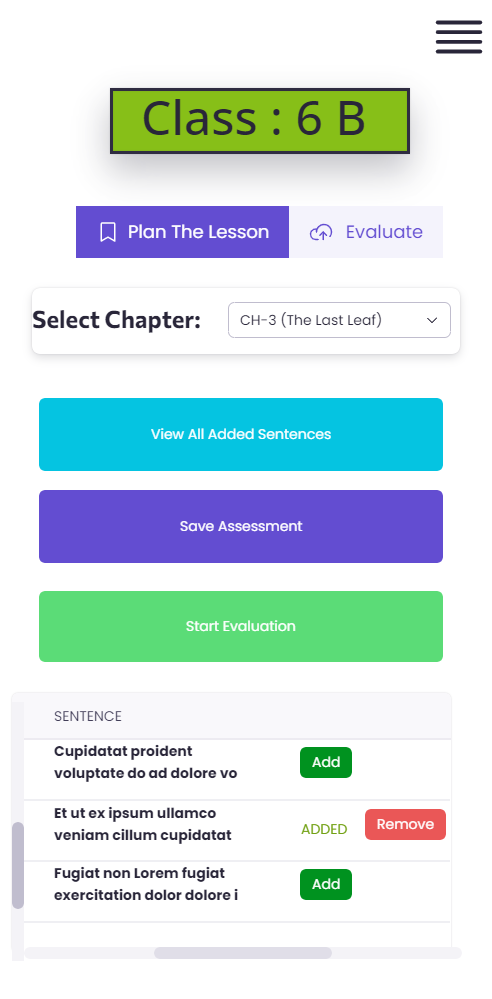 Class : 6 B
Plan The Lesson
Evaluate
Select Chapter:
CH-3 (The Last Leaf)
View All Added Sentences
Save Assessment
Start Evaluation
SENTENCE
Cupidatat proident
voluptate do ad dolore vo
Add
Et ut ex ipsum ullamco
veniam cillum cupidatat
ADDED
Remove
Fugiat non Lorem fugiat
exercitation dolor dolore i
Add